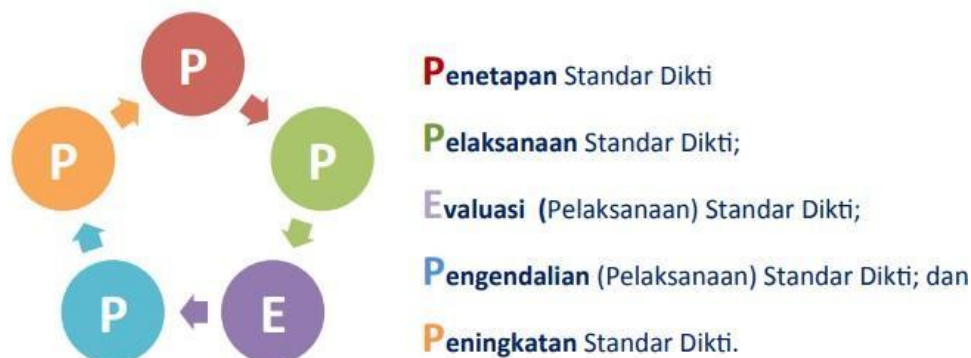 P
P
P
P
E
Penetapan Standar Dikti
Pelaksanaan Standar Dikti;
Evaluasi (Pelaksanaan) Standar Dikti;
Pengendalian (Pelaksanaan) Standar Dikti; dan
Peningkatan Standar Dikti.